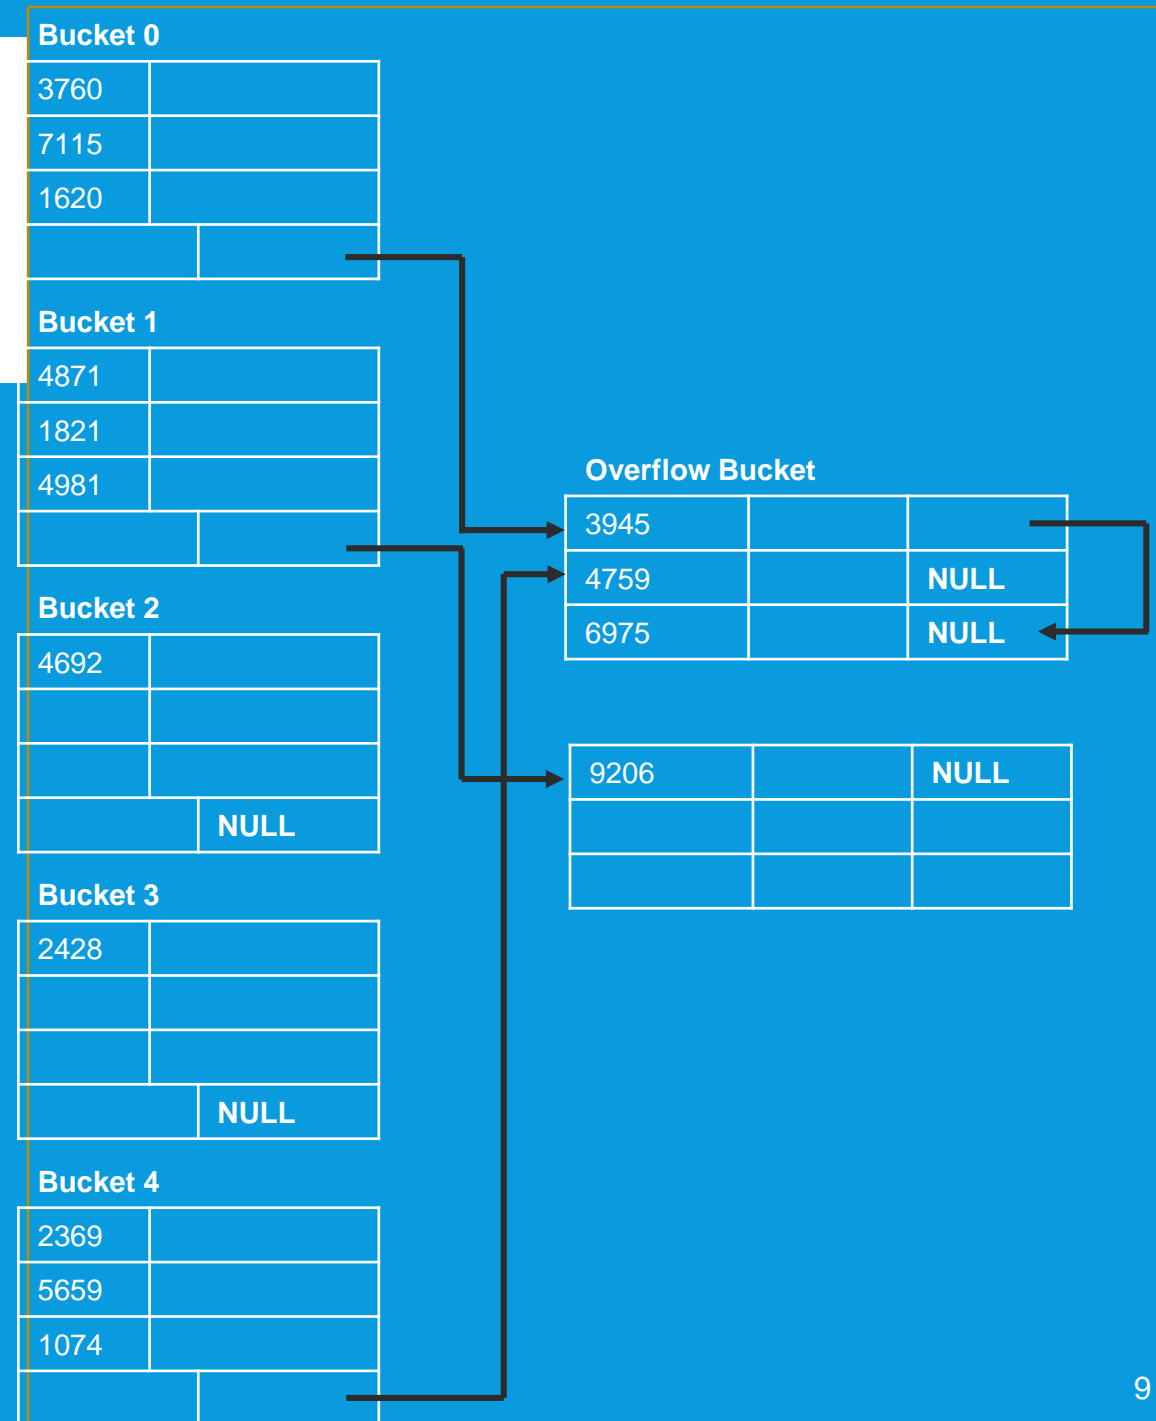 Bucket 0
3760
7115
1620
Bucket 1
4871
1821
4981
Bucket 2
4692
NULL
Bucket 3
2428
NULL
Bucket 4
2369
5659
1074
Overflow Bucket
3945
4759 NULL
6975 NULL
9206 NULL
9